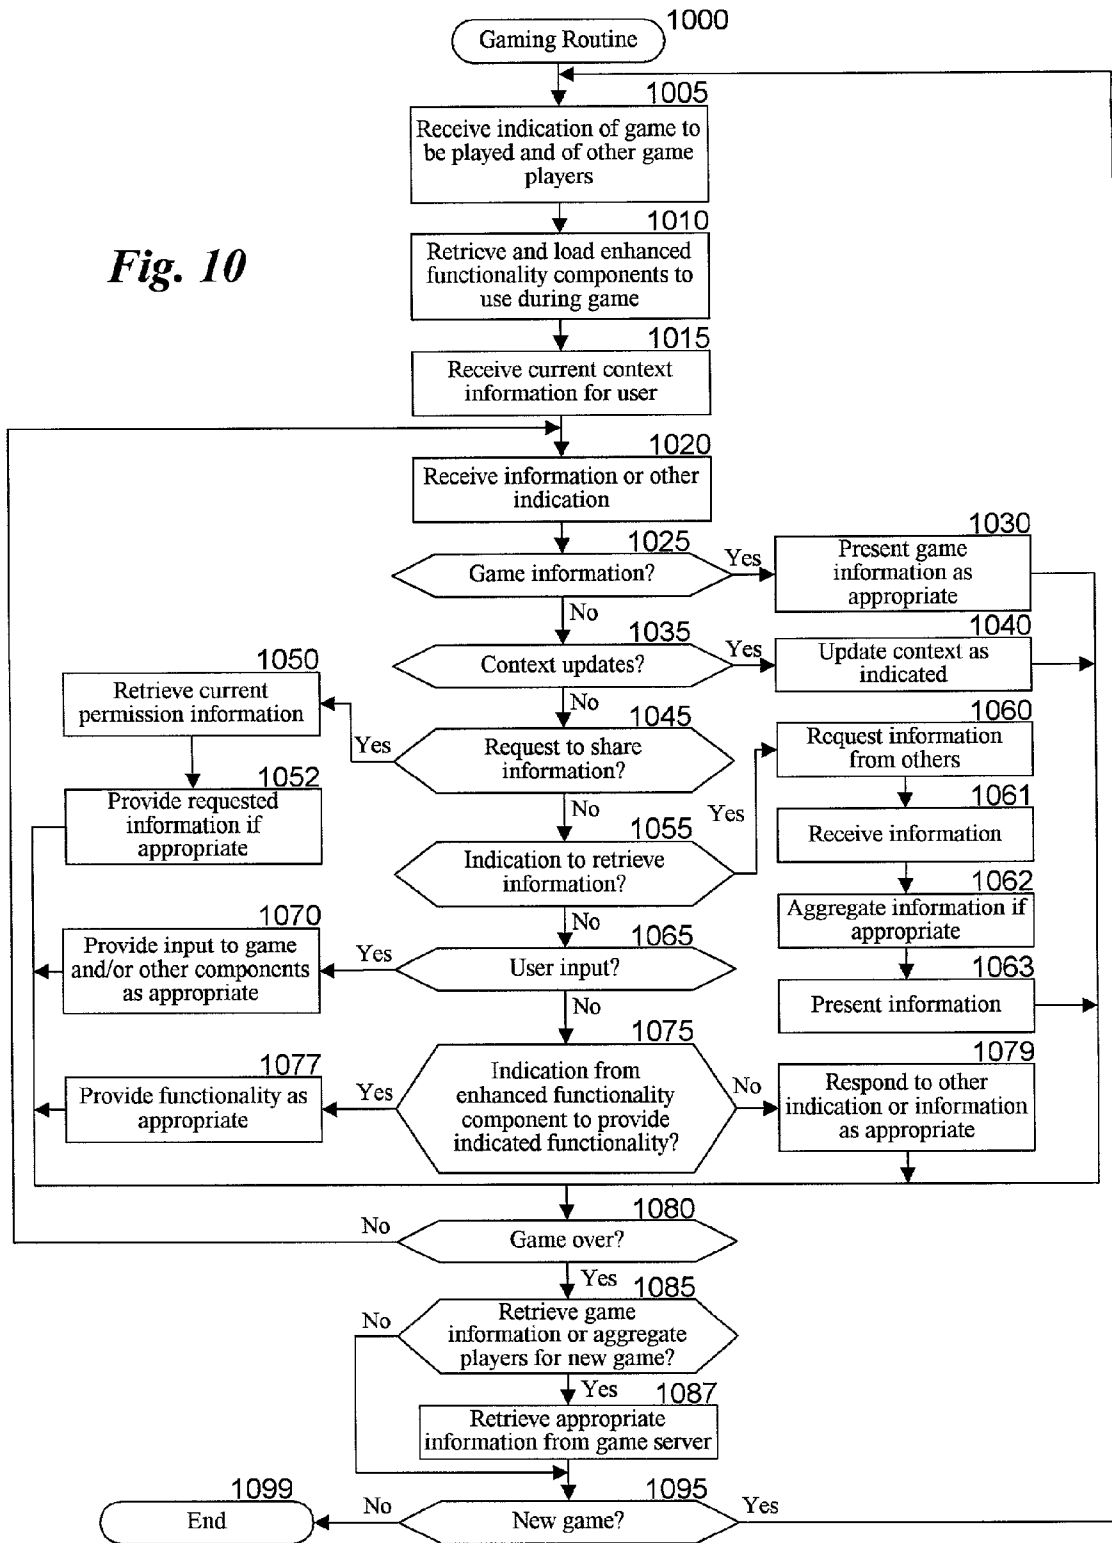 1000
Gaming Routine
1005
Receive indication of game to
be played and of other game
players
Fig. 10
1010
Retrieve and load enhanced
functionality components to
use during game
1015
Receive current context
information for user
1020
Receive information or other
indication
1025
Game information?
Yes
No
1030
Present game
information as
appropriate
1035
Context updates?
Yes
No
1040
Update context as
indicated
1045
Request to share
information?
Yes
No
1050
Retrieve current
permission information
1052
Provide requested
information if
appropriate
1055
Indication to retrieve
information?
Yes
No
1060
Request information
from others
1061
Receive information
1062
Aggregate information if
appropriate
1063
Present information
1065
User input?
Yes
No
1070
Provide input to game
and/or other components
as appropriate
1075
Indication from
enhanced functionality
component to provide
indicated functionality?
Yes
No
1077
Provide functionality as
appropriate
1079
Respond to other
indication or information
as appropriate
1080
Game over?
No
Yes
1085
Retrieve game
information or aggregate
players for new game?
No
Yes
1087
Retrieve appropriate
information from game server
1095
New game?
No
Yes
1099
End